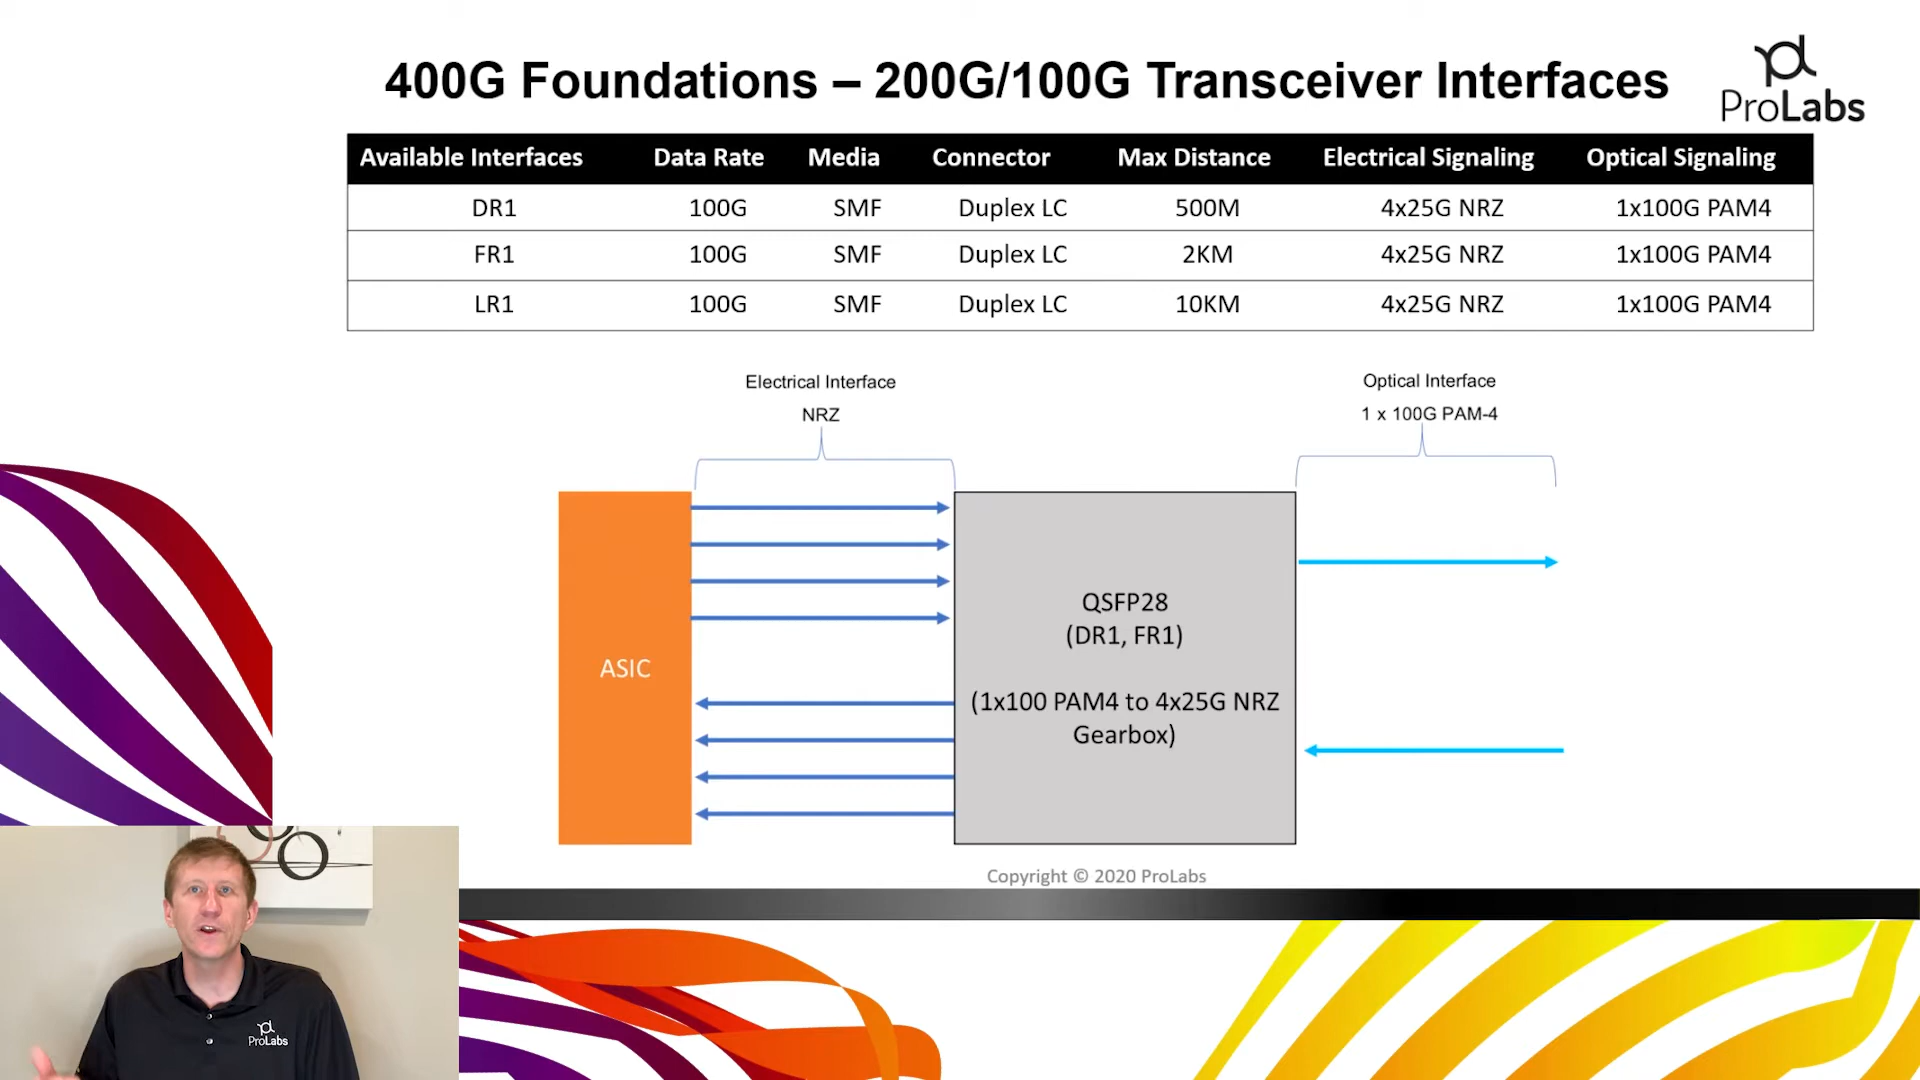 400G Foundations – 200G/100G Transceiver Interfaces
ProLabs
Available Interfaces Data Rate Media Connector Max Distance Electrical Signaling Optical Signaling
DR1 100G SMF Duplex LC 500M 4x25G NRZ 1x100G PAM4
FR1 100G SMF Duplex LC 2KM 4x25G NRZ 1x100G PAM4
LR1 100G SMF Duplex LC 10KM 4x25G NRZ 1x100G PAM4
Electrical Interface
NRZ
Optical Interface
1 x 100G PAM-4
ASIC
QSFP28
(DR1, FR1)
(1x100 PAM4 to 4x25G NRZ
Gearbox)
Copyright © 2020 ProLabs
ProLabs